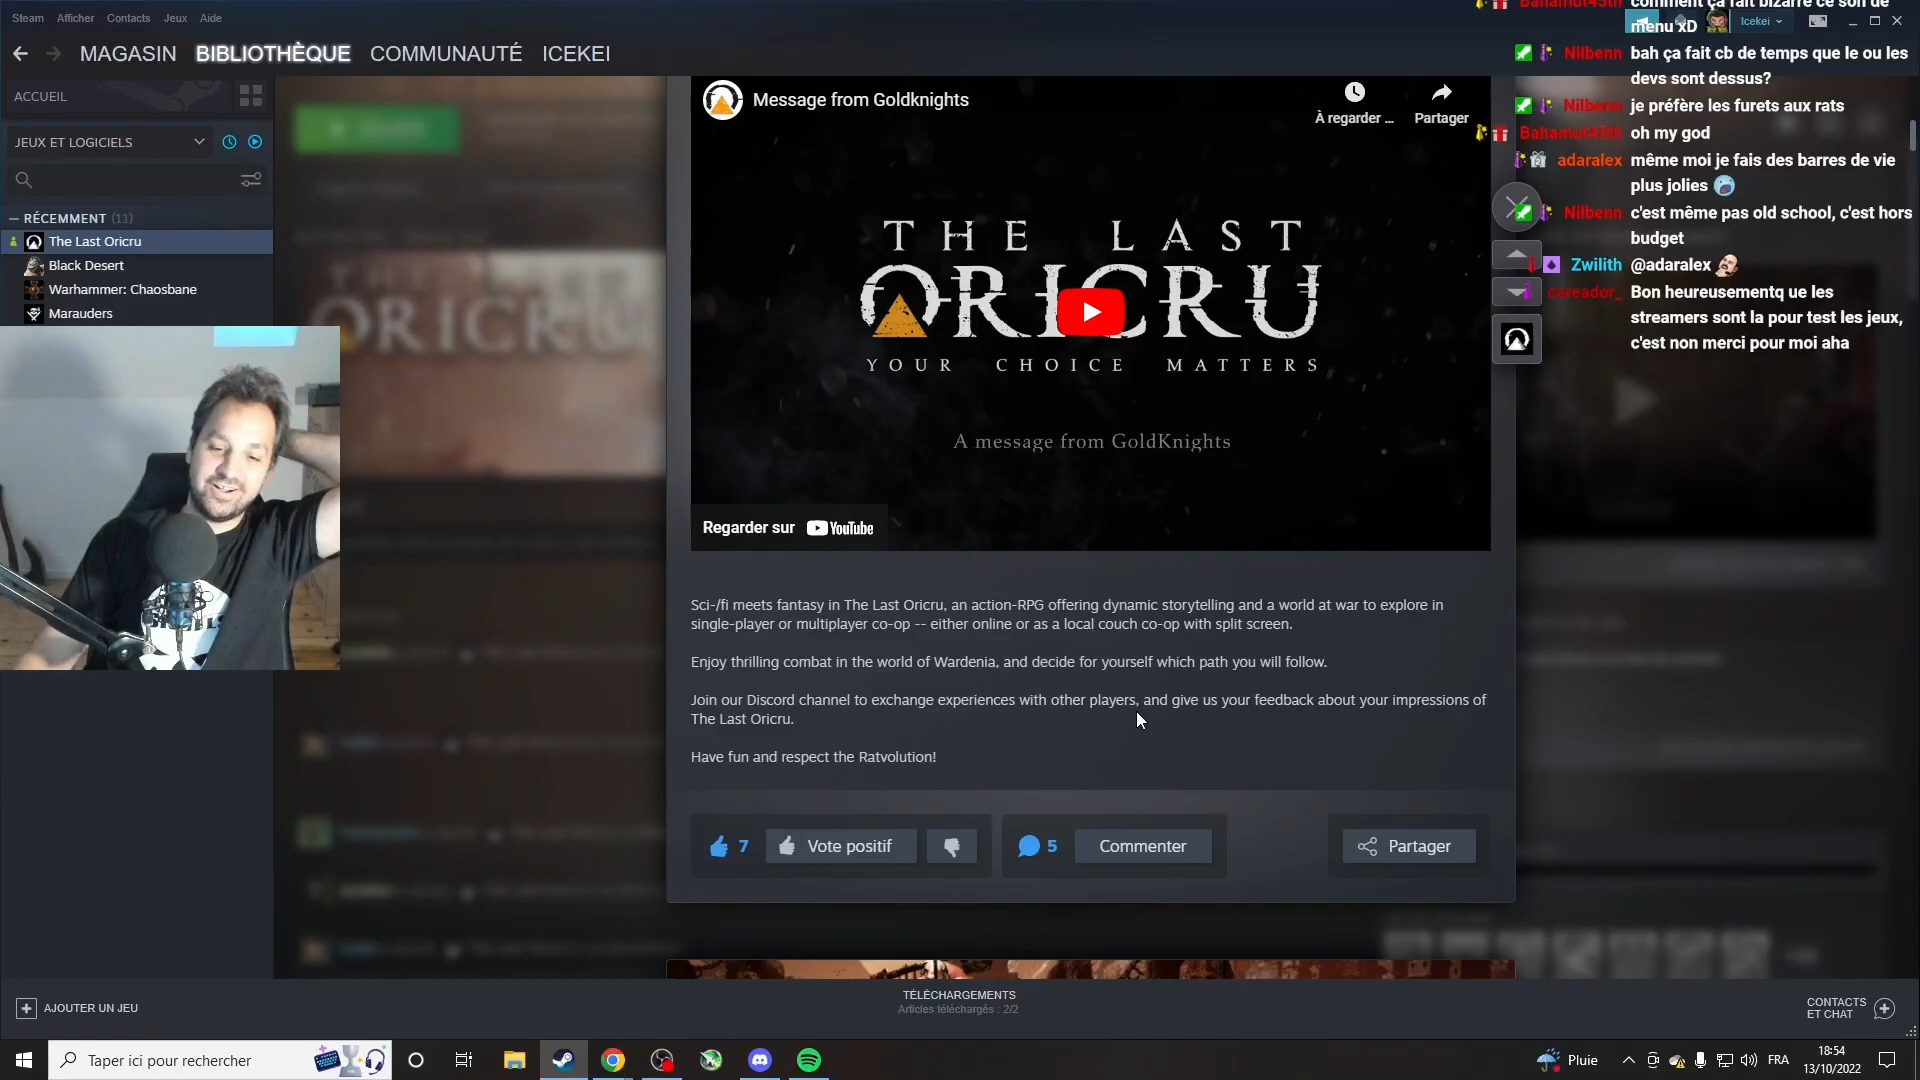 Steam Afficher Contacts Jeux Aide
MAGASIN BIBLIOTHÈQUE COMMUNAUTÉ ICEKEI
Icekei
ACCUEIL
JEUX ET LOGICIELS
RÉCEMMENT (11)
The Last Oricru
Black Desert
Warhammer: Chaosbane
Marauders
Message from Goldknights
À regarder ...
Partager
THE LAST
ORICRU
YOUR CHOICE MATTERS
A message from GoldKnights
Regarder sur YouTube
Sci-/fi meets fantasy in The Last Oricru, an action-RPG offering dynamic storytelling and a world at war to explore in
single-player or multiplayer co-op -- either online or as a local couch co-op with split screen.
Enjoy thrilling combat in the world of Wardenia, and decide for yourself which path you will follow.
Join our Discord channel to exchange experiences with other players, and give us your feedback about your impressions of
The Last Oricru.
Have fun and respect the Ratvolution!
7 Vote positif
5 Commenter
Partager
Bahamut45th comment ça fait bizarre ce son de
menu xD
Nilbenn bah ça fait cb de temps que le ou les
devs sont dessus?
Nilbenn je préfère les furets aux rats
Bahamut45th oh my god
adaralex même moi je fais des barres de vie
plus jolies
Nilbenn c'est même pas old school, c'est hors
budget
Zwilith @adaralex
Bon heureusementq ue les
streamers sont la pour test les jeux,
c'est non merci pour moi aha
AJOUTER UN JEU
TÉLÉCHARGEMENTS
Articles téléchargés : 2/2
CONTACTS
ET CHAT
Taper ici pour rechercher
Pluie
FRA
18:54
13/10/2022